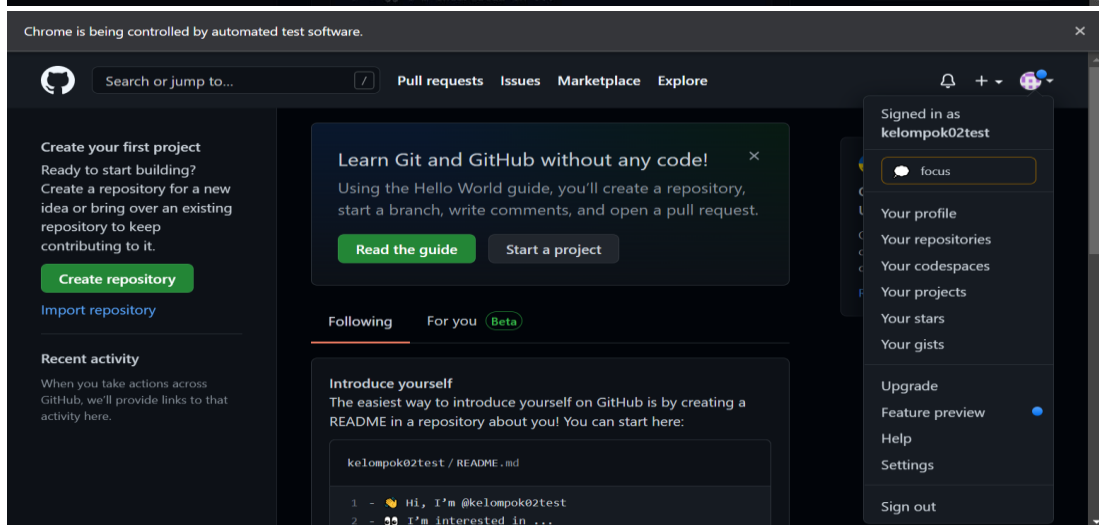 Chrome is being controlled by automated test software.
Search or jump to...
/
Pull requests Issues Marketplace Explore
Create your first project
Ready to start building?
Create a repository for a new
idea or bring over an existing
repository to keep
contributing to it.
Create repository
Import repository
Recent activity
When you take actions across
GitHub, we'll provide links to that
activity here.
Learn Git and GitHub without any code!
Using the Hello World guide, you'll create a repository,
start a branch, write comments, and open a pull request.
Read the guide Start a project
Following For you Beta
Introduce yourself
The easiest way to introduce yourself on GitHub is by creating a
README in a repository about you! You can start here:
kelompok02test / README.md
1 - 👋 Hi, I'm @kelompok02test
2 - 👀 I'm interested in ...
Signed in as
kelompok02test
focus
Your profile
Your repositories
Your codespaces
Your projects
Your stars
Your gists
Upgrade
Feature preview
Help
Settings
Sign out